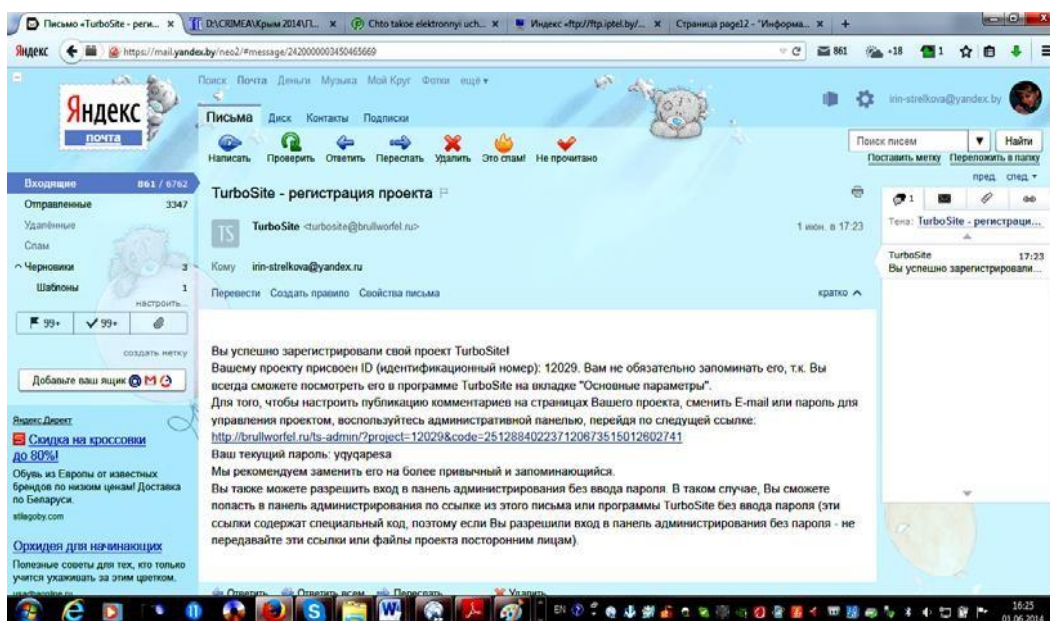 Письмо «TurboSite - реги...
D:\CRIMEA\Крым 2014\П...
Chto takoe elektronnyi uch...
Индекс «ftp://ftp.iptel.by/...
Страница page12 - "Информа...
Яндекс
https://mail.yandex.by/neo2/#message/2420000003450465669
861
+18
1
Поиск Почта Деньги Музыка Мой Круг Фотки ещё
Яндекс
почта
Письма Диск Контакты Подписки
irin-strelkova@yandex.by
Написать Проверить Ответить Переслать Удалить Это спам! Не прочитано
Поиск писем
Найти
Поставить метку Переложить в папку
пред. след.
Входящие 861 / 6762
Отправленные 3347
Удалённые
Спам
Черновики 3
Шаблоны 1
настроить...
99+ 99+
создать метку
Добавьте ваш ящик
Яндекс.Директ
Скидка на кроссовки
до 80%!
Обувь из Европы от известных
брендов по низким ценам! Доставка
по Беларуси.
stilagoby.com
Орхидея для начинающих
Полезные советы для тех, кто только
учится ухаживать за этим цветком.
TurboSite - регистрация проекта
TS
TurboSite <turbosite@brullworfel.ru>
1 июн. в 17:23
Кому irin-strelkova@yandex.ru
Перевести Создать правило Свойства письма
кратко
Вы успешно зарегистрировали свой проект TurboSite!
Вашему проекту присвоен ID (идентификационный номер): 12029. Вам не обязательно запоминать его, т.к. Вы
всегда сможете посмотреть его в программе TurboSite на вкладке "Основные параметры".
Для того, чтобы настроить публикацию комментариев на страницах Вашего проекта, сменить E-mail или пароль для
управления проектом, воспользуйтесь административной панелью, перейдя по следущей ссылке:
http://brullworfel.ru/ts-admin/?project=12029&code=251288402237120673515012602741
Ваш текущий пароль: yqyqapesa
Мы рекомендуем заменить его на более привычный и запоминающийся.
Вы также можете разрешить вход в панель администрирования без ввода пароля. В таком случае, Вы сможете
попасть в панель администрирования по ссылке из этого письма или программы TurboSite без ввода пароля (эти
ссылки содержат специальный код, поэтому если Вы разрешили вход в панель администрирования без пароля - не
передавайте эти ссылки или файлы проекта посторонним лицам).
Ответить Ответить всем Переслать Удалить
1
Тема: TurboSite - регистраци...
TurboSite 17:23
Вы успешно зарегистрировали...
EN
16:25
01.06.2014